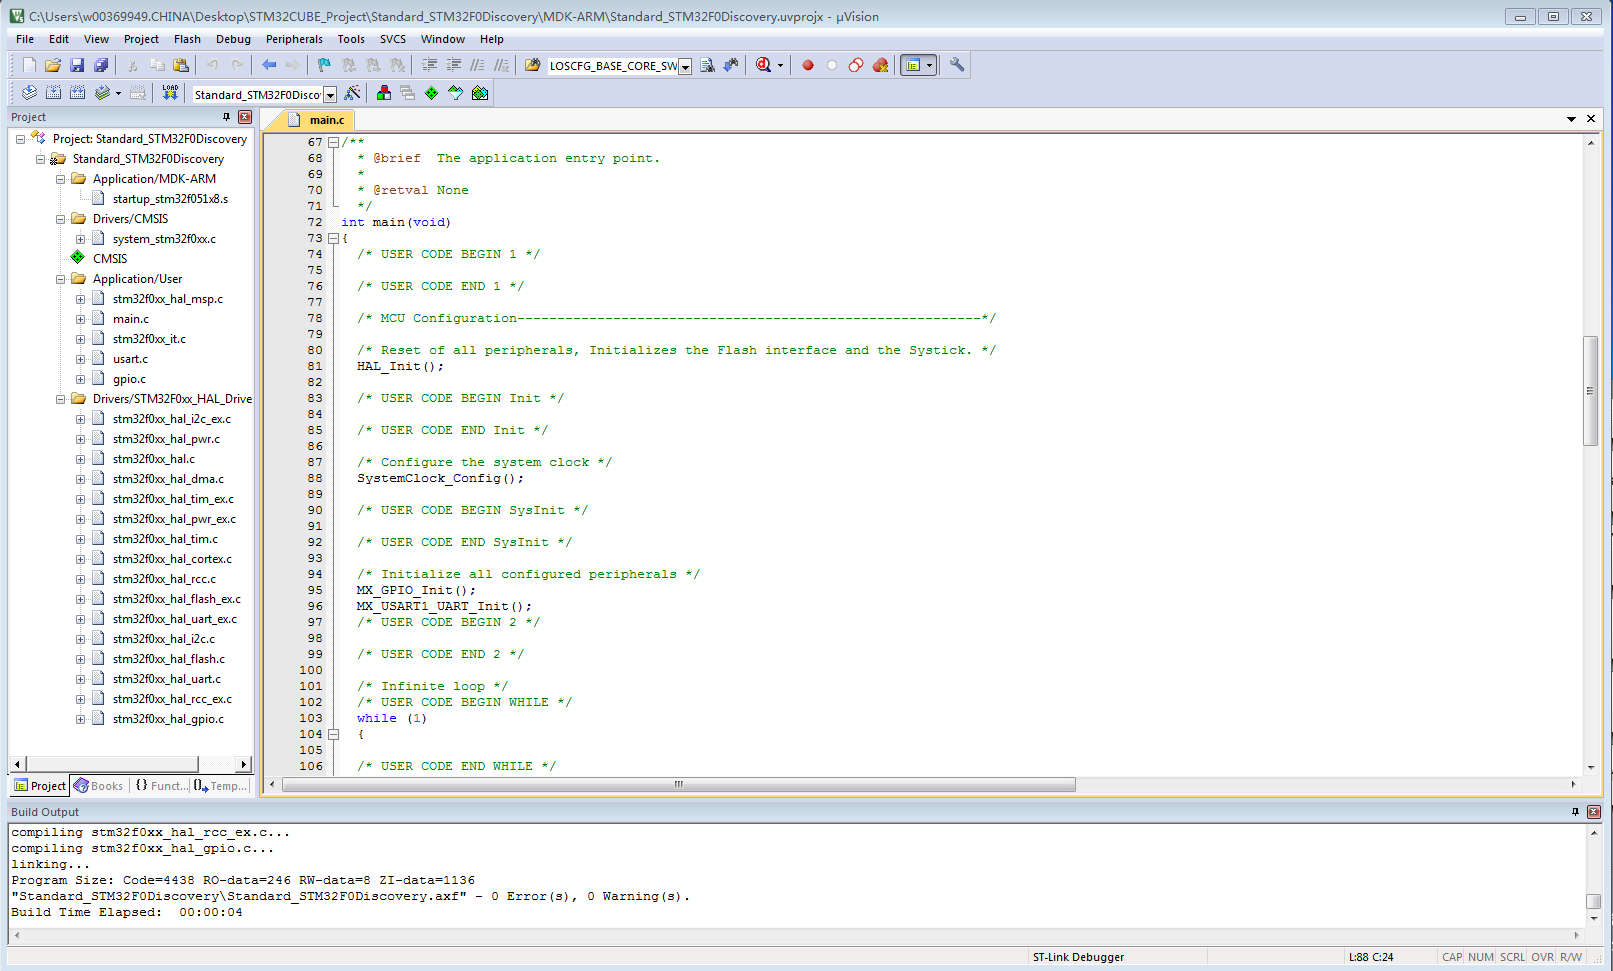 C:\Users\w00369949.CHINA\Desktop\STM32CUBE_Project\Standard_STM32F0Discovery\MDK-ARM\Standard_STM32F0Discovery.uvprojx - µVision
File Edit View Project Flash Debug Peripherals Tools SVCS Window Help
LOSCFG_BASE_CORE_SW
LOAD
Standard_STM32F0Discov
Project
Project: Standard_STM32F0Discovery
Standard_STM32F0Discovery
Application/MDK-ARM
startup_stm32f051x8.s
Drivers/CMSIS
system_stm32f0xx.c
CMSIS
Application/User
stm32f0xx_hal_msp.c
main.c
stm32f0xx_it.c
usart.c
gpio.c
Drivers/STM32F0xx_HAL_Drive
stm32f0xx_hal_i2c_ex.c
stm32f0xx_hal_pwr.c
stm32f0xx_hal.c
stm32f0xx_hal_dma.c
stm32f0xx_hal_tim_ex.c
stm32f0xx_hal_pwr_ex.c
stm32f0xx_hal_tim.c
stm32f0xx_hal_cortex.c
stm32f0xx_hal_rcc.c
stm32f0xx_hal_flash_ex.c
stm32f0xx_hal_uart_ex.c
stm32f0xx_hal_i2c.c
stm32f0xx_hal_flash.c
stm32f0xx_hal_uart.c
stm32f0xx_hal_rcc_ex.c
stm32f0xx_hal_gpio.c
Project Books {} Funct... 0 Temp...
main.c
67 /**
68 * @brief  The application entry point.
69 *
70 * @retval None
71 */
72 int main(void)
73 {
74 /* USER CODE BEGIN 1 */
75
76 /* USER CODE END 1 */
77
78 /* MCU Configuration----------------------------------------------------------*/
79
80 /* Reset of all peripherals, Initializes the Flash interface and the Systick. */
81 HAL_Init();
82
83 /* USER CODE BEGIN Init */
84
85 /* USER CODE END Init */
86
87 /* Configure the system clock */
88 SystemClock_Config();
89
90 /* USER CODE BEGIN SysInit */
91
92 /* USER CODE END SysInit */
93
94 /* Initialize all configured peripherals */
95 MX_GPIO_Init();
96 MX_USART1_UART_Init();
97 /* USER CODE BEGIN 2 */
98
99 /* USER CODE END 2 */
100
101 /* Infinite loop */
102 /* USER CODE BEGIN WHILE */
103 while (1)
104 {
105
106 /* USER CODE END WHILE */
Build Output
compiling stm32f0xx_hal_rcc_ex.c...
compiling stm32f0xx_hal_gpio.c...
linking...
Program Size: Code=4438 RO-data=246 RW-data=8 ZI-data=1136
"Standard_STM32F0Discovery\Standard_STM32F0Discovery.axf" - 0 Error(s), 0 Warning(s).
Build Time Elapsed:  00:00:04
ST-Link Debugger L:88 C:24 CAP NUM SCRL OVR R/W